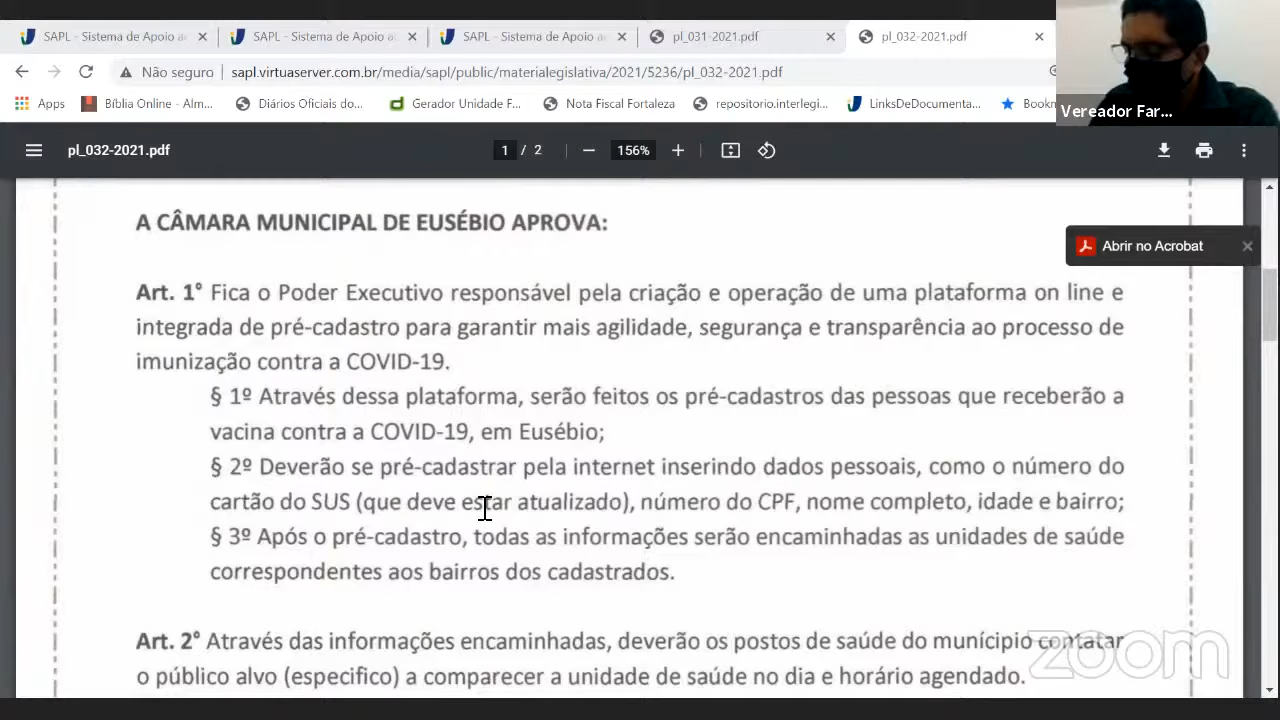 SAPL - Sistema de Apoio a
SAPL - Sistema de Apoio a
SAPL - Sistema de Apoio a
pl_031-2021.pdf
pl_032-2021.pdf
Não seguro
sapl.virtuaserver.com.br/media/sapl/public/materialegislativa/2021/5236/pl_032-2021.pdf
Apps
Bíblia Online - Alm...
Diários Oficiais do...
Gerador Unidade F...
Nota Fiscal Fortaleza
repositorio.interlegi...
LinksDeDocumenta...
Bookn
Vereador Far...
pl_032-2021.pdf
1 / 2
156%
Abrir no Acrobat
A CÂMARA MUNICIPAL DE EUSÉBIO APROVA:
Art. 1° Fica o Poder Executivo responsável pela criação e operação de uma plataforma on line e
integrada de pré-cadastro para garantir mais agilidade, segurança e transparência ao processo de
imunização contra a COVID-19.
§ 1º Através dessa plataforma, serão feitos os pré-cadastros das pessoas que receberão a
vacina contra a COVID-19, em Eusébio;
§ 2º Deverão se pré-cadastrar pela internet inserindo dados pessoais, como o número do
cartão do SUS (que deve estar atualizado), número do CPF, nome completo, idade e bairro;
§ 3º Após o pré-cadastro, todas as informações serão encaminhadas as unidades de saúde
correspondentes aos bairros dos cadastrados.
Art. 2° Através das informações encaminhadas, deverão os postos de saúde do munícipio contatar
o público alvo (especifico) a comparecer a unidade de saúde no dia e horário agendado.
zoom